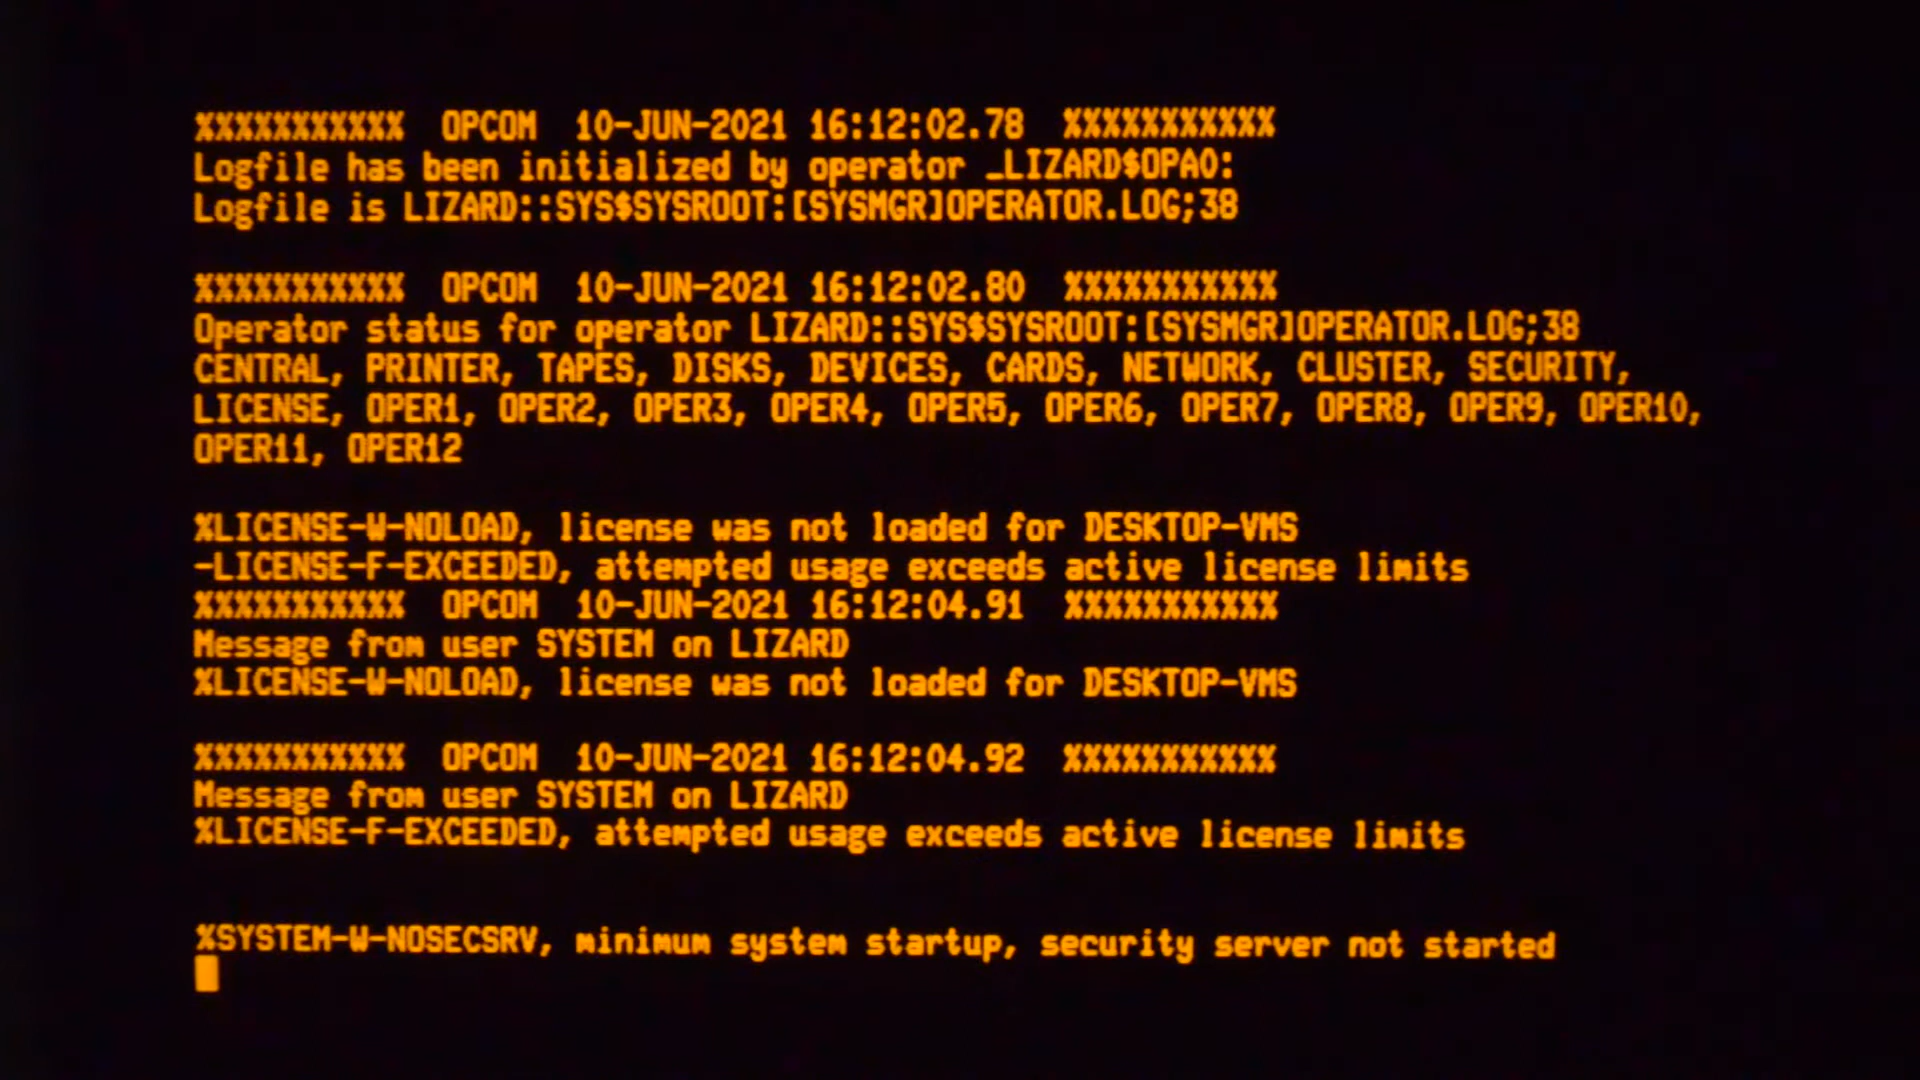 %%%%%%%%%%%  OPCOM  10-JUN-2021 16:12:02.78  %%%%%%%%%%%
Logfile has been initialized by operator _LIZARD$OPA0:
Logfile is LIZARD::SYS$SYSROOT:[SYSMGR]OPERATOR.LOG;38
%%%%%%%%%%%  OPCOM  10-JUN-2021 16:12:02.80  %%%%%%%%%%%
Operator status for operator LIZARD::SYS$SYSROOT:[SYSMGR]OPERATOR.LOG;38
CENTRAL, PRINTER, TAPES, DISKS, DEVICES, CARDS, NETWORK, CLUSTER, SECURITY,
LICENSE, OPER1, OPER2, OPER3, OPER4, OPER5, OPER6, OPER7, OPER8, OPER9, OPER10,
OPER11, OPER12
%LICENSE-W-NOLOAD, license was not loaded for DESKTOP-VMS
-LICENSE-F-EXCEEDED, attempted usage exceeds active license limits
%%%%%%%%%%%  OPCOM  10-JUN-2021 16:12:04.91  %%%%%%%%%%%
Message from user SYSTEM on LIZARD
%LICENSE-W-NOLOAD, license was not loaded for DESKTOP-VMS
%%%%%%%%%%%  OPCOM  10-JUN-2021 16:12:04.92  %%%%%%%%%%%
Message from user SYSTEM on LIZARD
%LICENSE-F-EXCEEDED, attempted usage exceeds active license limits
%SYSTEM-W-NOSECSRV, minimum system startup, security server not started